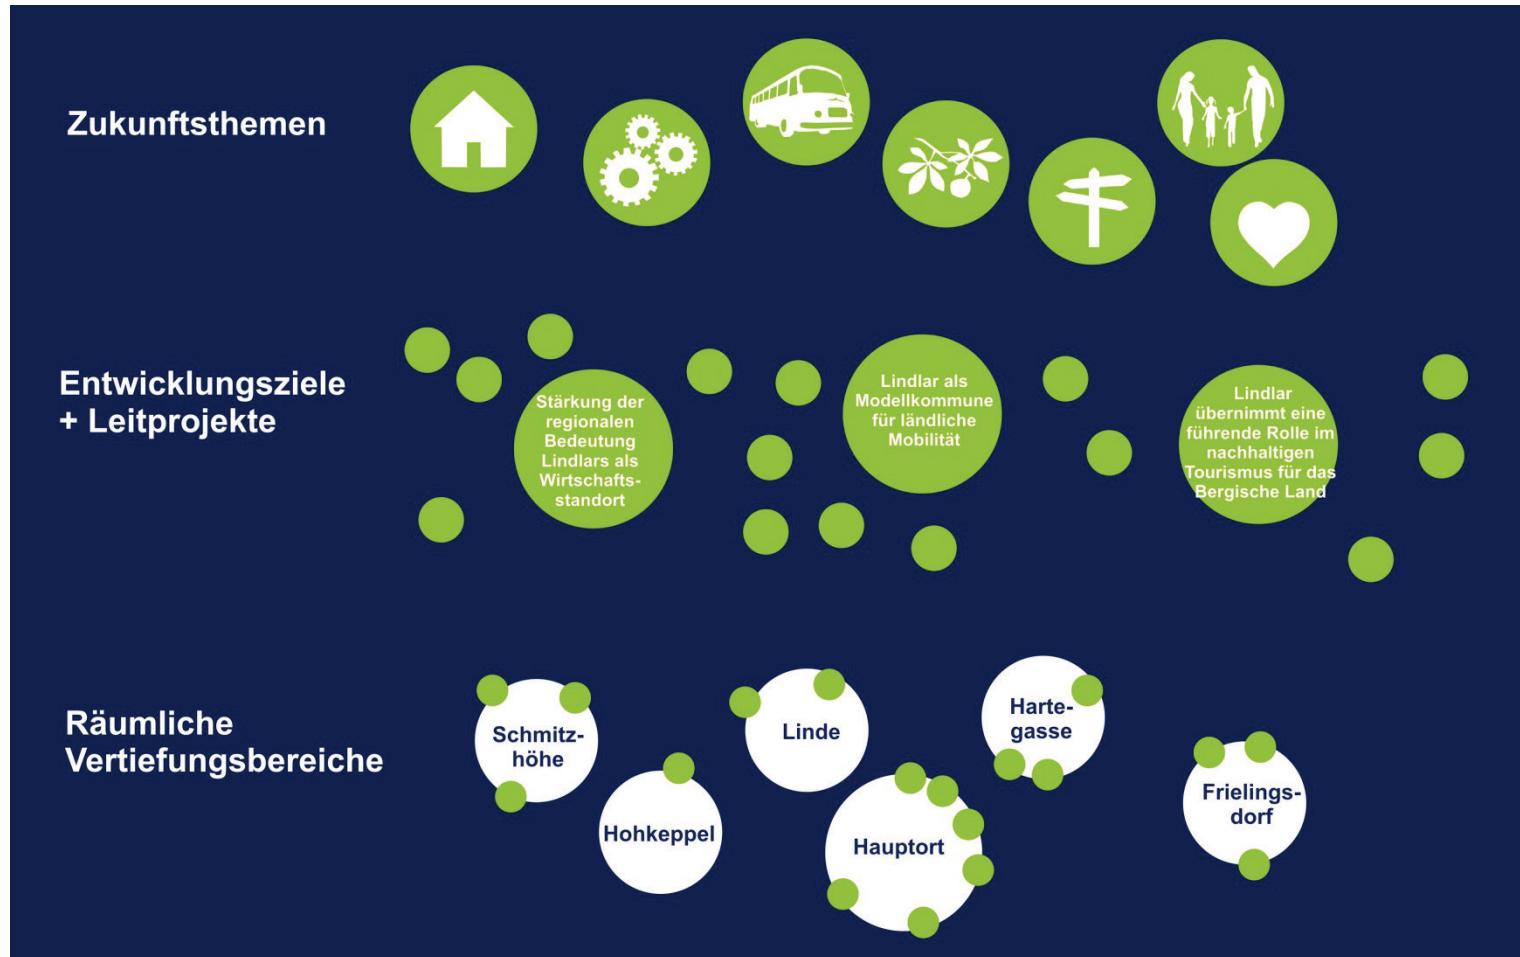 Zukunftsthemen
Entwicklungsziele
+ Leitprojekte
Stärkung der
regionalen
Bedeutung
Lindlars als
Wirtschafts-
standort
Lindlar als
Modellkommune
für ländliche
Mobilität
Lindlar
übernimmt eine
führende Rolle im
nachhaltigen
Tourismus für das
Bergische Land
Räumliche
Vertiefungsbereiche
Schmitz-
höhe
Hohkeppel
Linde
Hauptort
Harte-
gasse
Frielings-
dorf